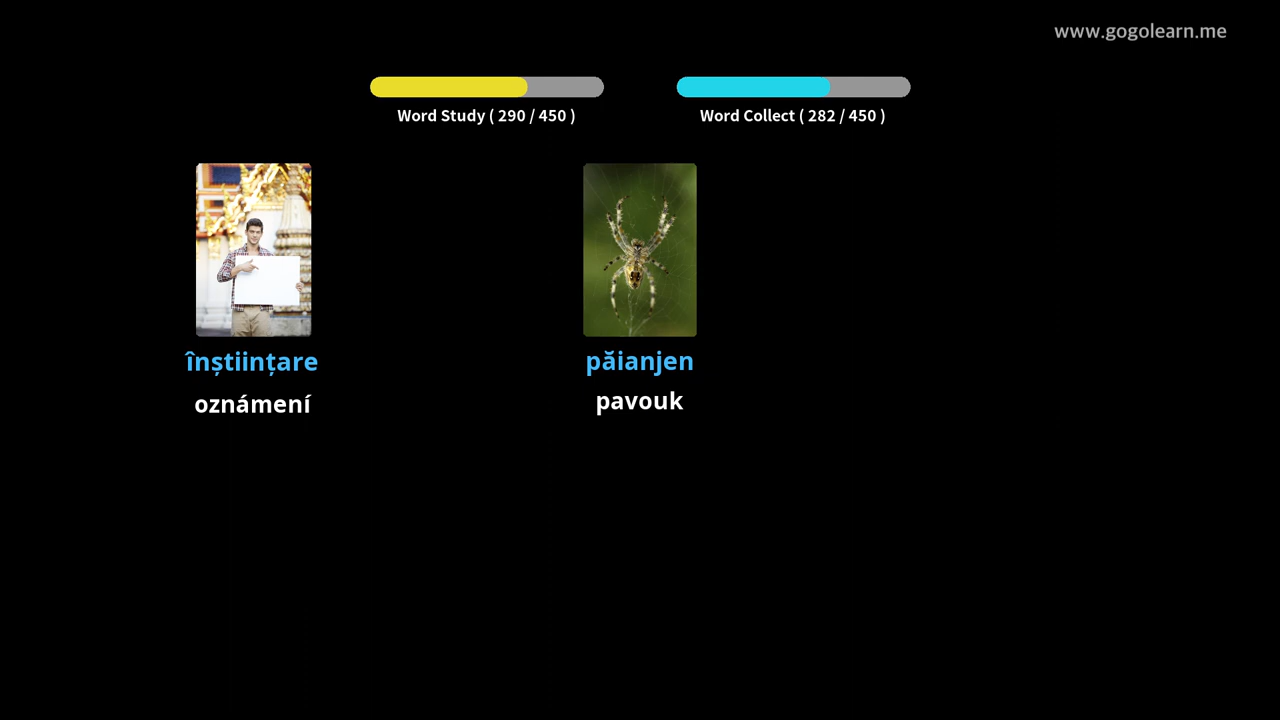 www.gogolearn.me
Word Study ( 290 / 450 )
Word Collect ( 282 / 450 )
înștiințare
păianjen
oznámení
pavouk